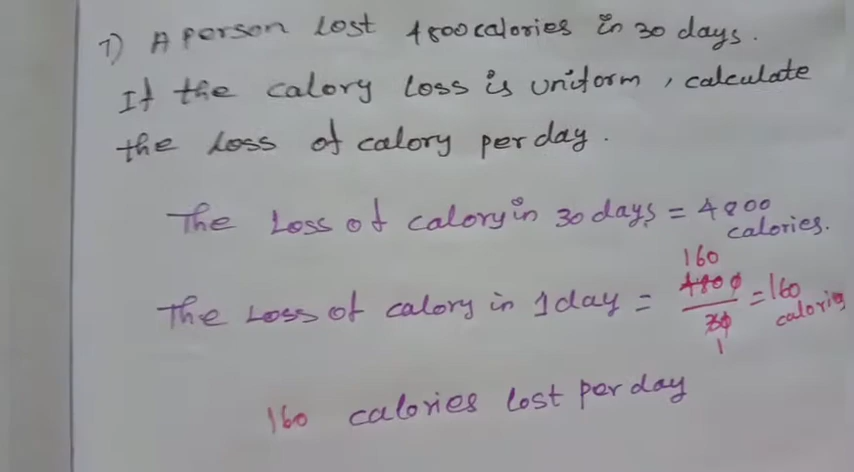 7) A person lost 4800 calories in 30 days.
If the calory loss is uniform, calculate
the loss of calory per day.
The Loss of calory in 30 days = 4800
calories.
160
The Loss of calory in 1 day = 4800/30 = 160
calories
1
160 calories lost per day